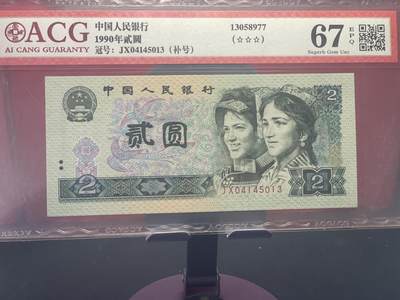 ACG
AI CANG GUARANTY
中国人民银行
1990年贰圆
冠号: JX04145013 (补号)
13058977
(☆☆☆)
67 EPQ
Superb Gem Unc
中国人民银行
2
贰圆
2
2
JX04145013